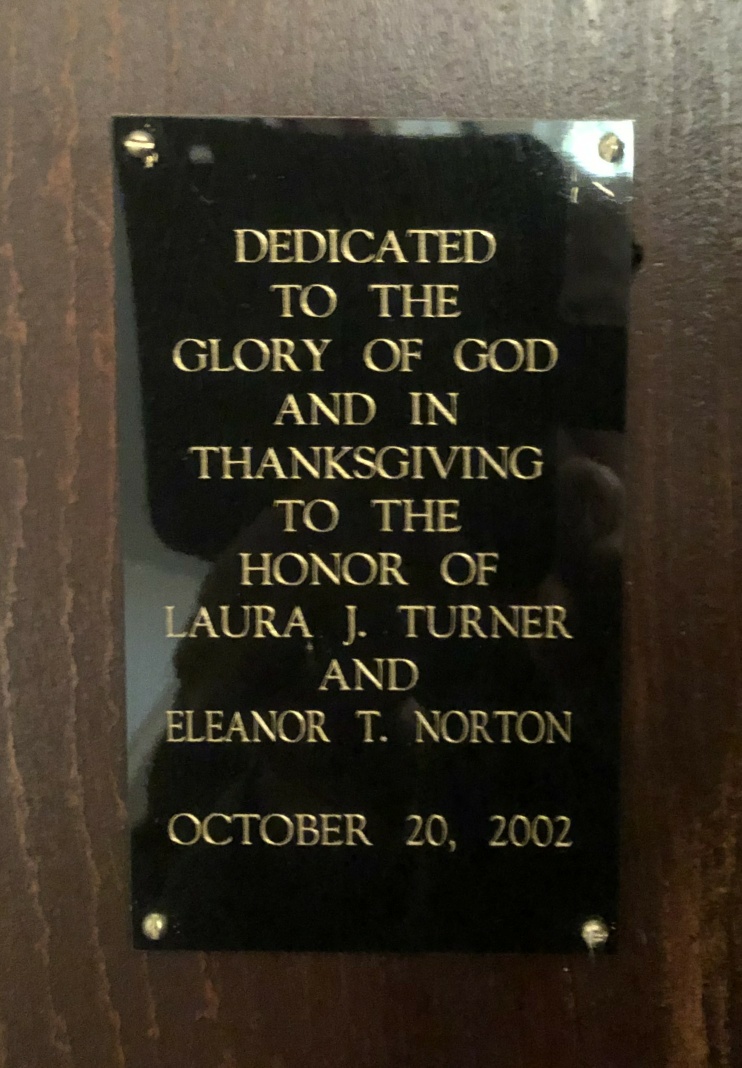 DEDICATED
TO THE
GLORY OF GOD
AND IN
THANKSGIVING
TO THE
HONOR OF
LAURA J. TURNER
AND
ELEANOR T. NORTON
OCTOBER 20, 2002